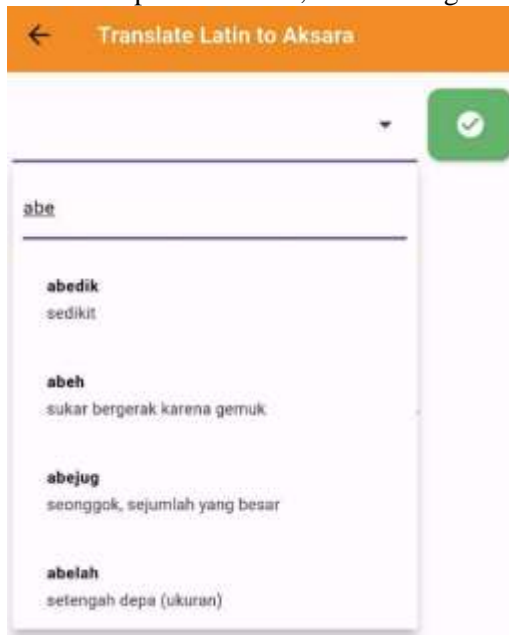 Translate Latin to Aksara
abe
abedik
sedikit
abeh
sukar bergerak karena gemuk
abejug
seonggok, sejumlah yang besar
abelah
setengah depa (ukuran)